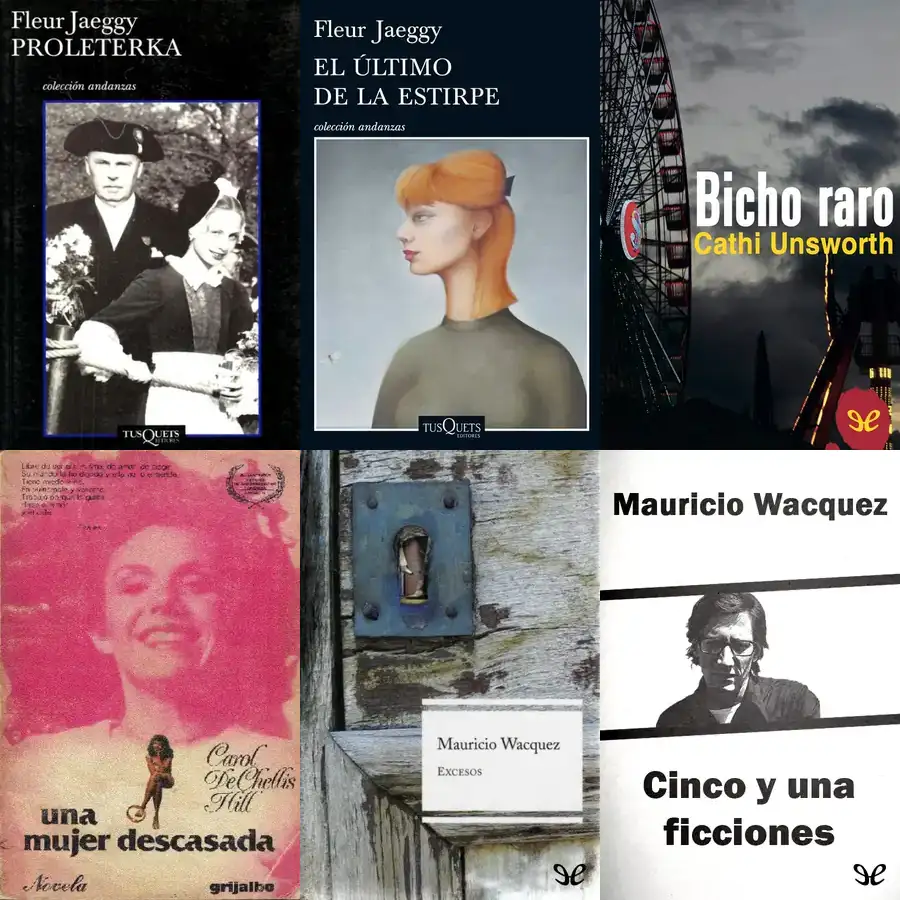 Fleur Jaeggy
PROLETERKA
colección andanzas
TUSQUETS
EDITORES
Fleur Jaeggy
EL ÚLTIMO
DE LA ESTIRPE
colección andanzas
TUSQUETS
EDITORES
Bicho raro
Cathi Unsworth
Carol
DeChellis
Hill
una
mujer descasada
Novela
grijalbo
Mauricio Wacquez
EXCESOS
Mauricio Wacquez
Cinco y una
ficciones